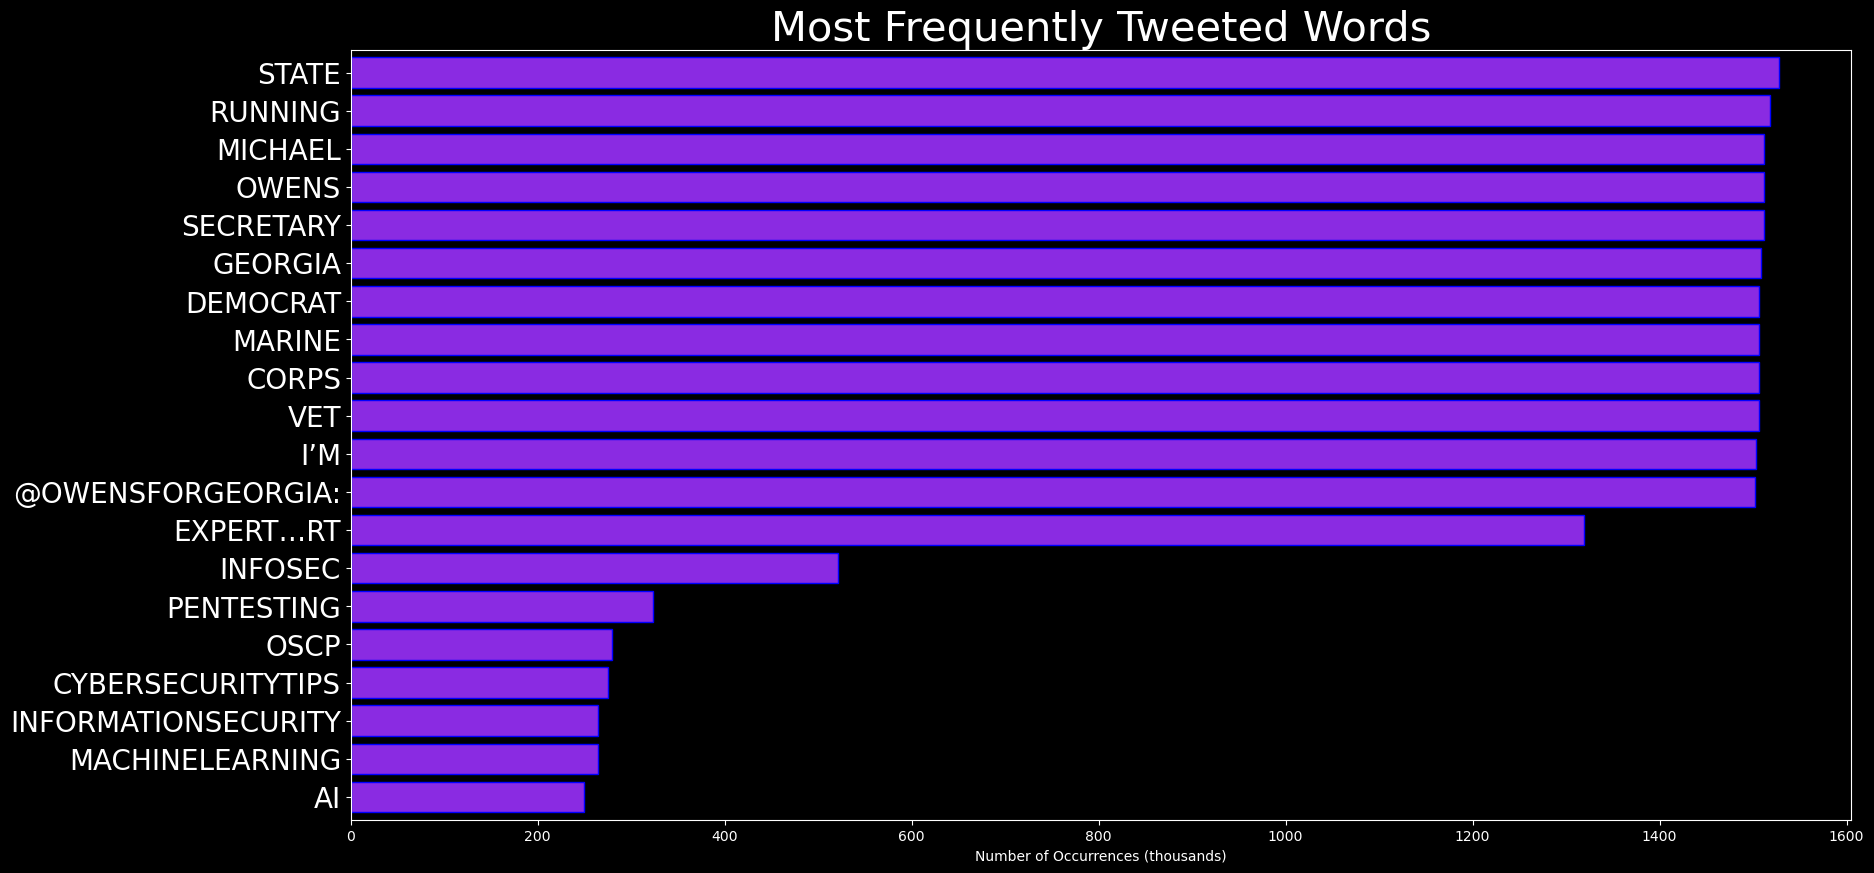 Most Frequently Tweeted Words
STATE
RUNNING
MICHAEL
OWENS
SECRETARY
GEORGIA
DEMOCRAT
MARINE
CORPS
VET
I’M
@OWENSFORGEORGIA:
EXPERT…RT
INFOSEC
PENTESTING
OSCP
CYBERSECURITYTIPS
INFORMATIONSECURITY
MACHINELEARNING
AI
0 200 400 600 800 1000 1200 1400 1600
Number of Occurrences (thousands)